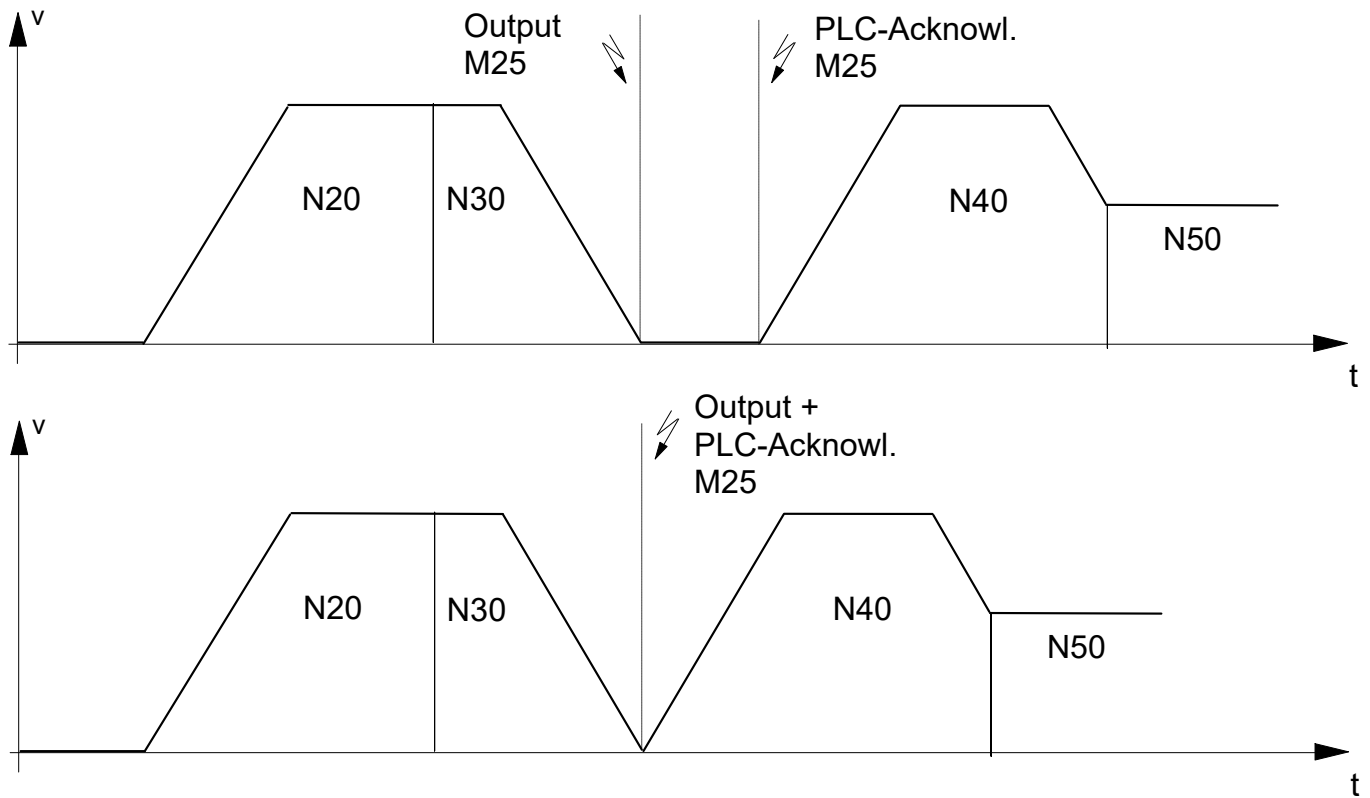 v
Output
M25
PLC-Acknowl.
M25
N20
N30
N40
N50
t
v
Output +
PLC-Acknowl.
M25
N20
N30
N40
N50
t